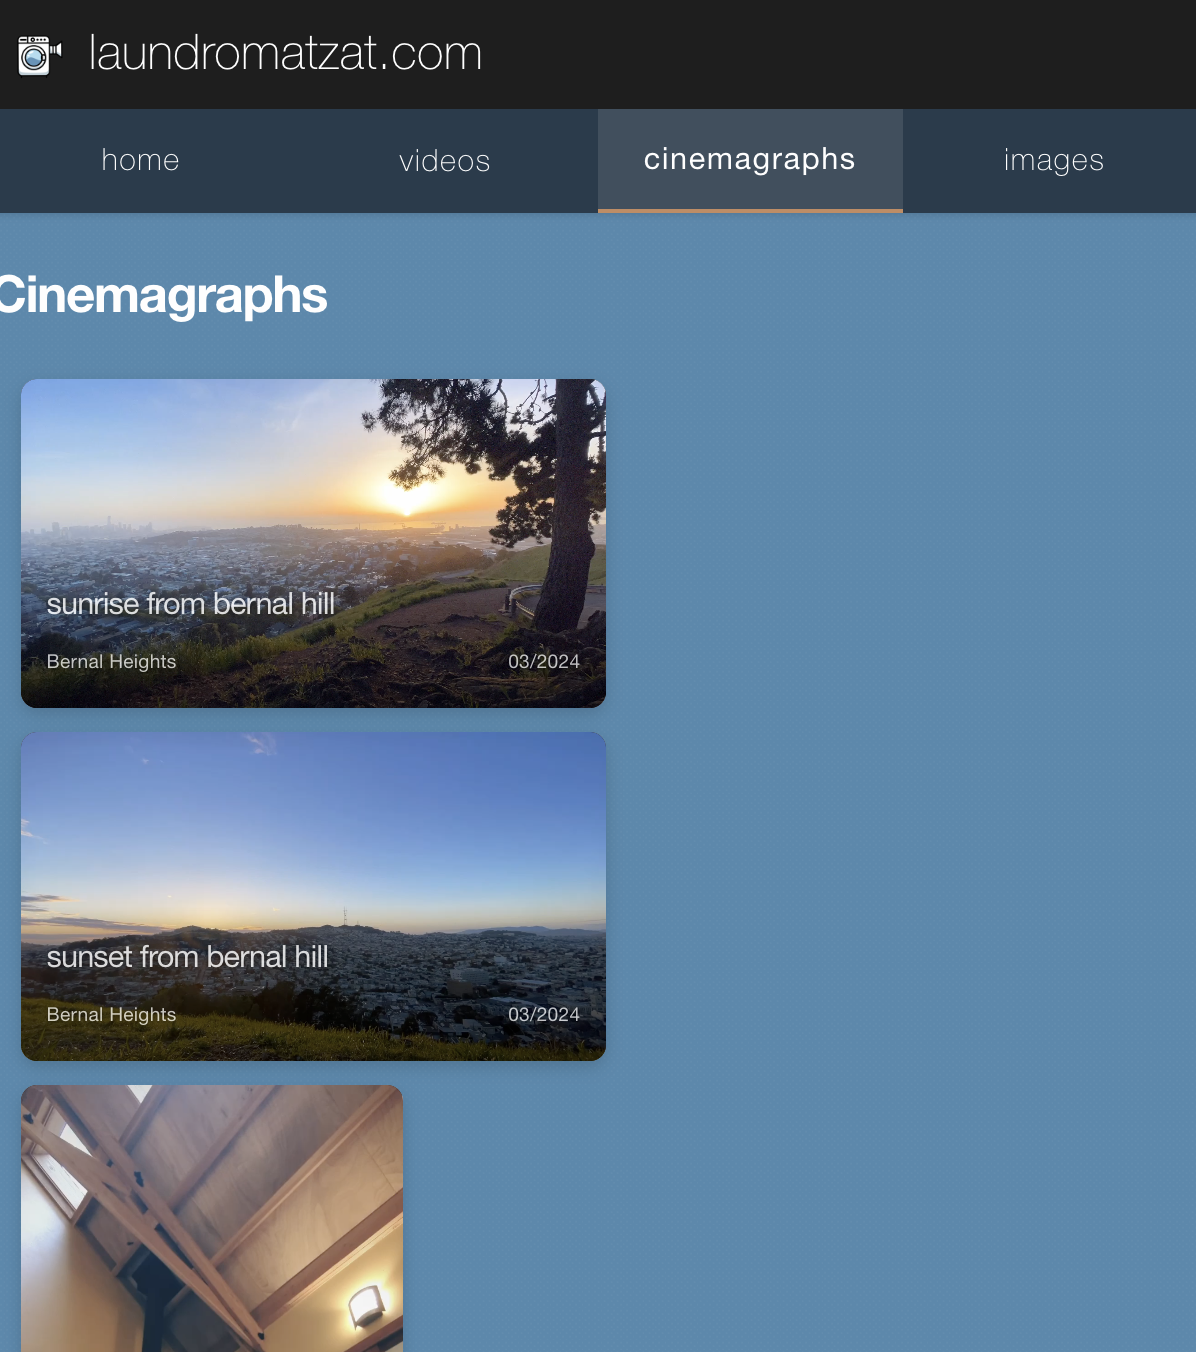 laundromatzat.com
home videos cinemagraphs images
Cinemagraphs
sunrise from bernal hill
Bernal Heights 03/2024
sunset from bernal hill
Bernal Heights 03/2024